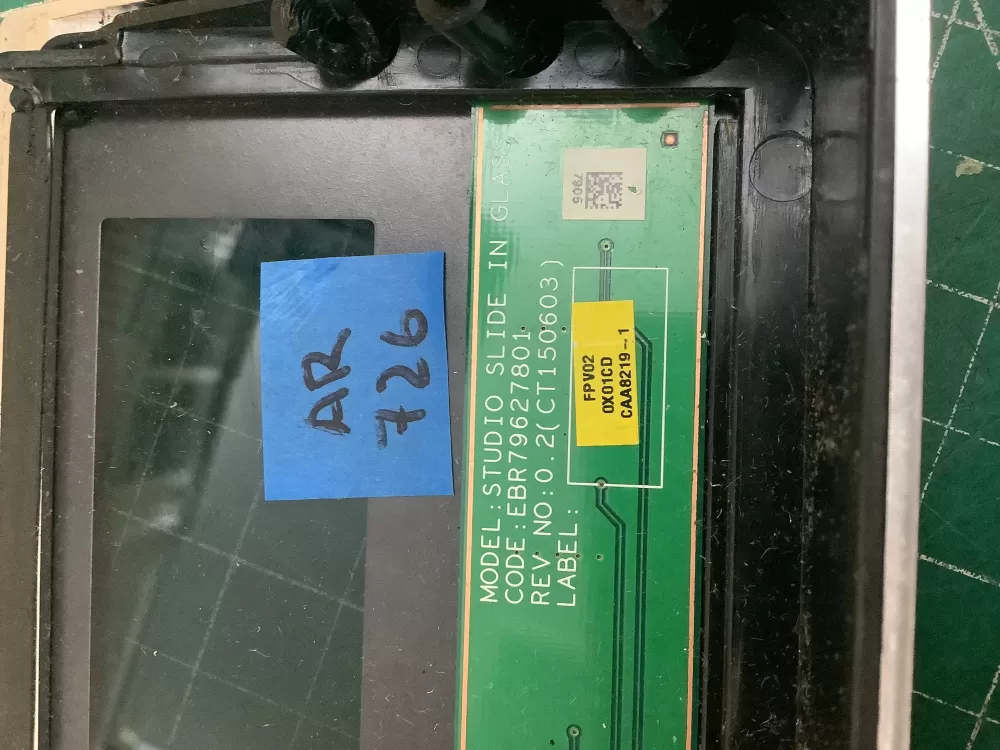 AR
726
MODEL:STUDIO SLIDE IN GLAS
CODE:EBR79627801
REV NO:0.2(CT150603)
LABEL:
7906
FPV02
0X01CD
CAA8219-1